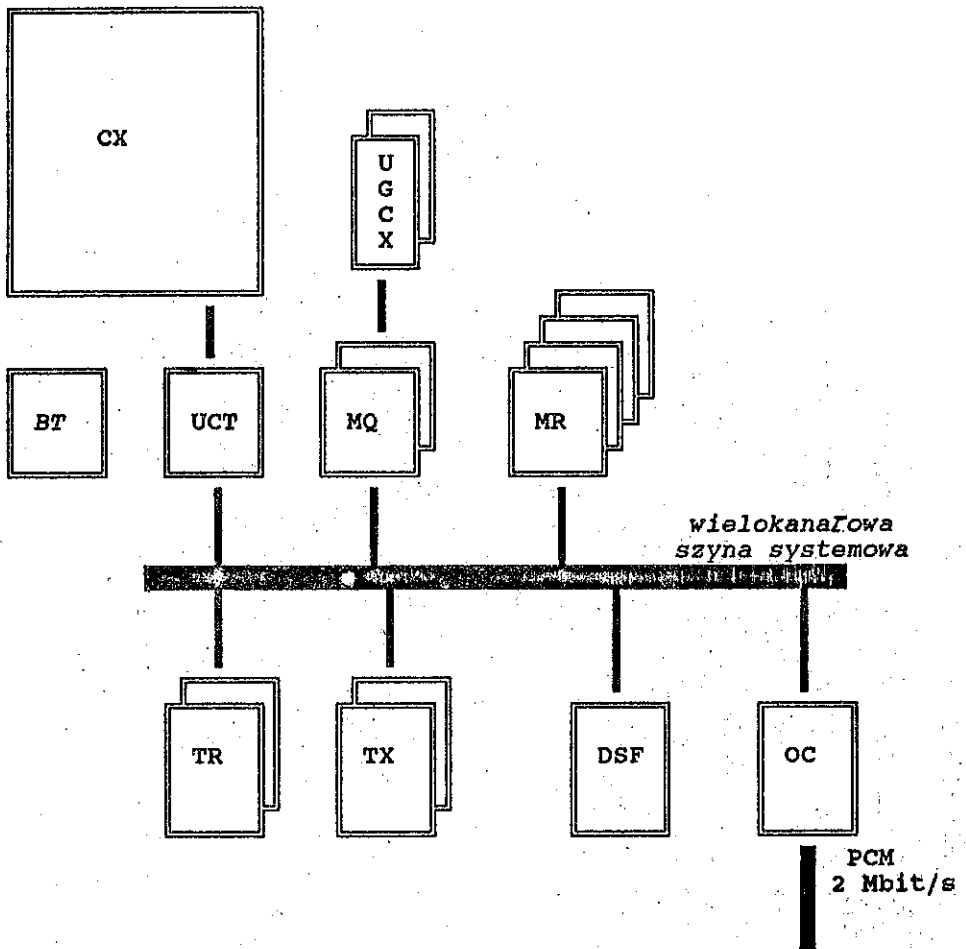 CX
U
G
C
X
BT
UCT
MQ
MR
wielokanałowa
szyna systemowa
TR
TX
DSF
OC
PCM
2 Mbit/s